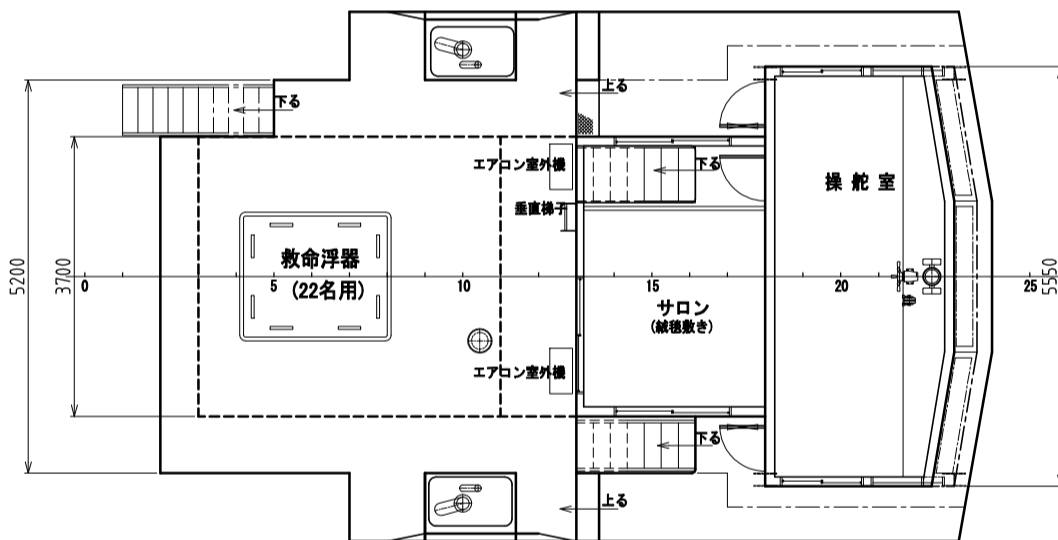 上る
下る
エアコン室外機
下る
垂直梯子
操舵室
救命浮器
(22名用)
5200
3700
0
5
10
15
20
25
5550
サロン
(絨毯敷き)
エアコン室外機
下る
上る